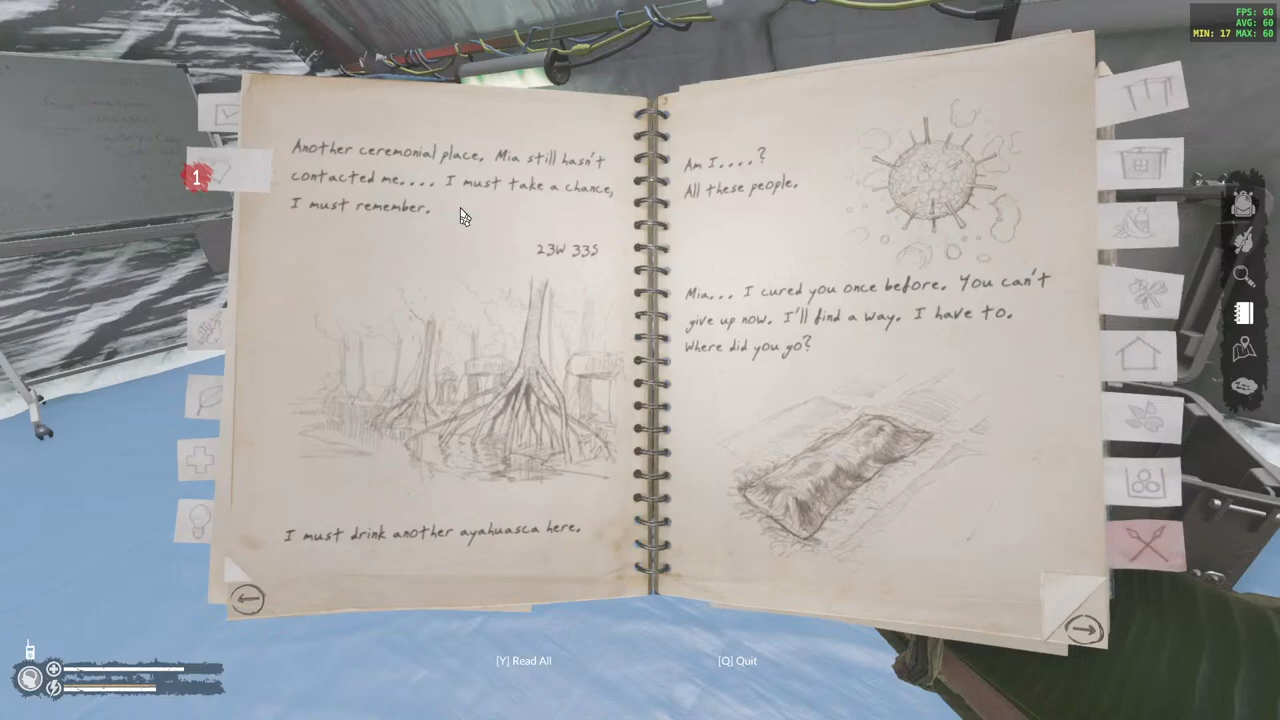 FPS: 60
AVG: 60
MIN: 17 MAX: 60
1
Another ceremonial place. Mia still hasn't
contacted me.... I must take a chance,
I must remember.
23W 33S
I must drink another ayahuasca here.
Am I....?
All these people.
Mia... I cured you once before. You can't
give up now. I'll find a way. I have to.
Where did you go?
[Y] Read All
[Q] Quit